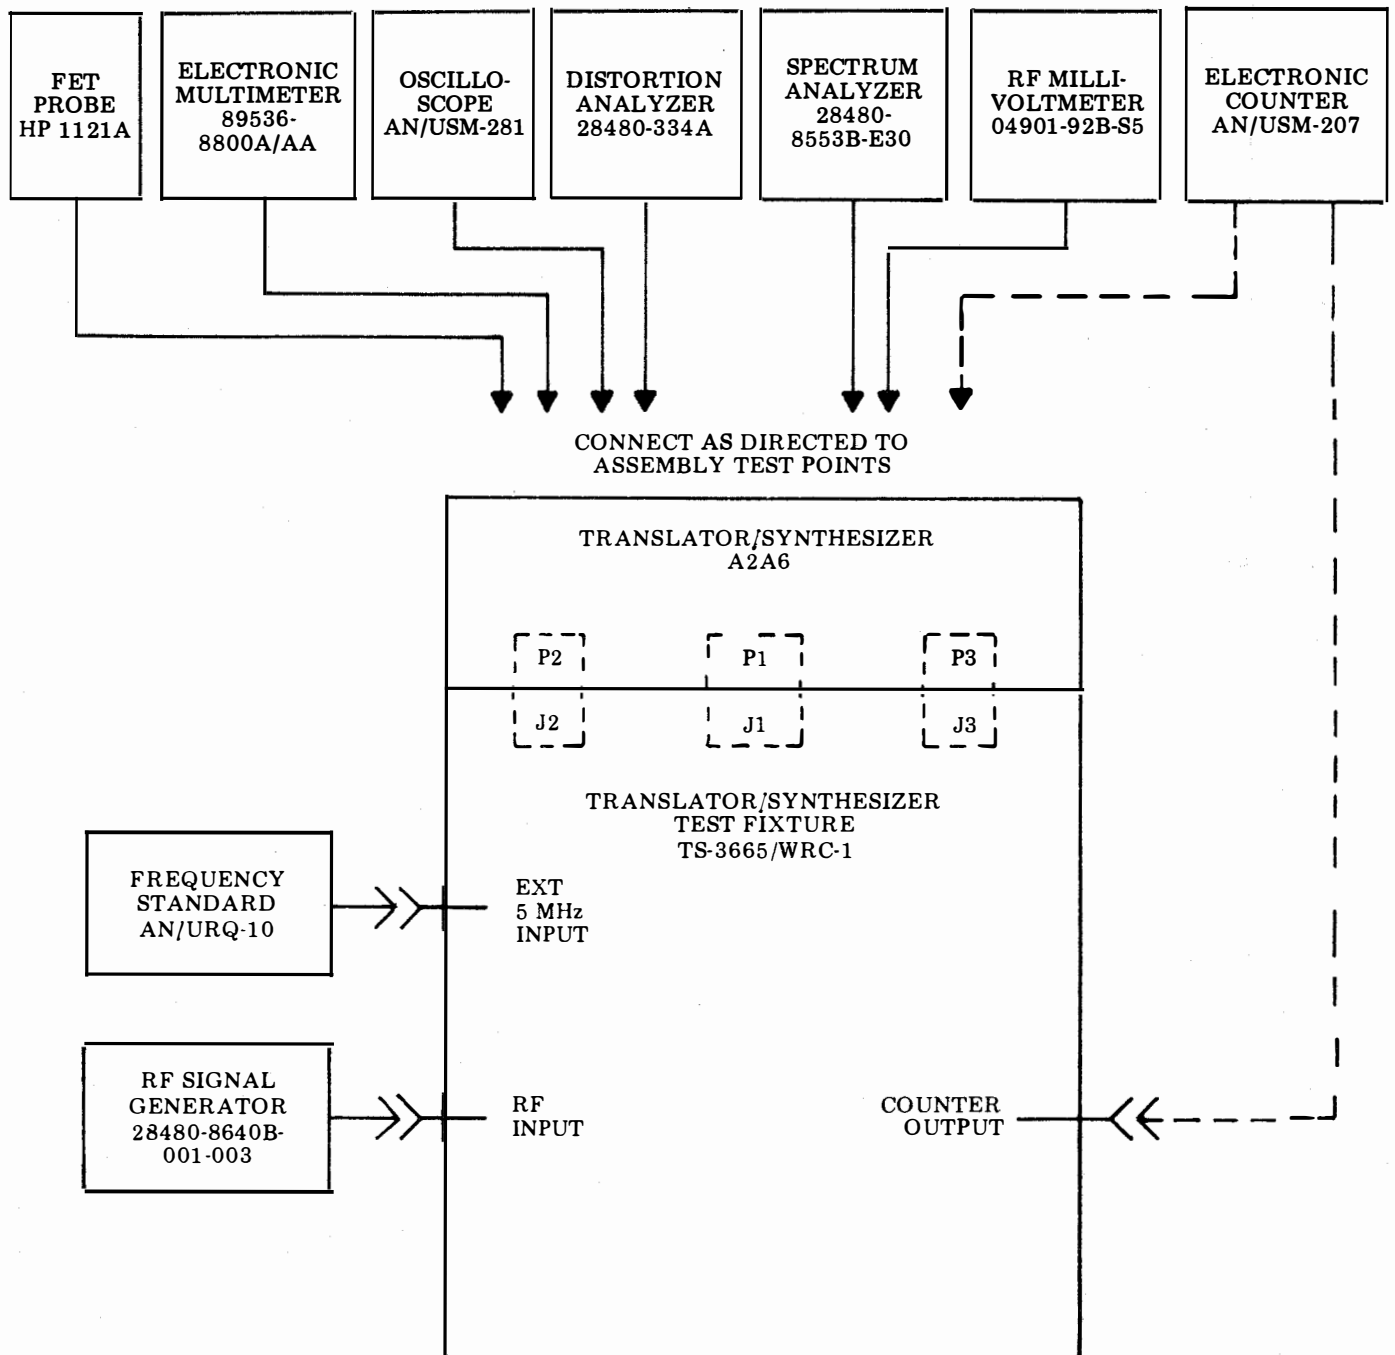 FET
PROBE
HP 1121A
ELECTRONIC
MULTIMETER
89536-
8800A/AA
OSCILLO-
SCOPE
AN/USM-281
DISTORTION
ANALYZER
28480-334A
SPECTRUM
ANALYZER
28480-
8553B-E30
RF MILLI-
VOLTMETER
04901-92B-S5
ELECTRONIC
COUNTER
AN/USM-207
CONNECT AS DIRECTED TO
ASSEMBLY TEST POINTS
TRANSLATOR/SYNTHESIZER
A2A6
P2
P1
P3
J2
J1
J3
TRANSLATOR/SYNTHESIZER
TEST FIXTURE
TS-3665/WRC-1
FREQUENCY
STANDARD
AN/URQ-10
EXT
5 MHz
INPUT
RF SIGNAL
GENERATOR
28480-8640B-
001-003
RF
INPUT
COUNTER
OUTPUT